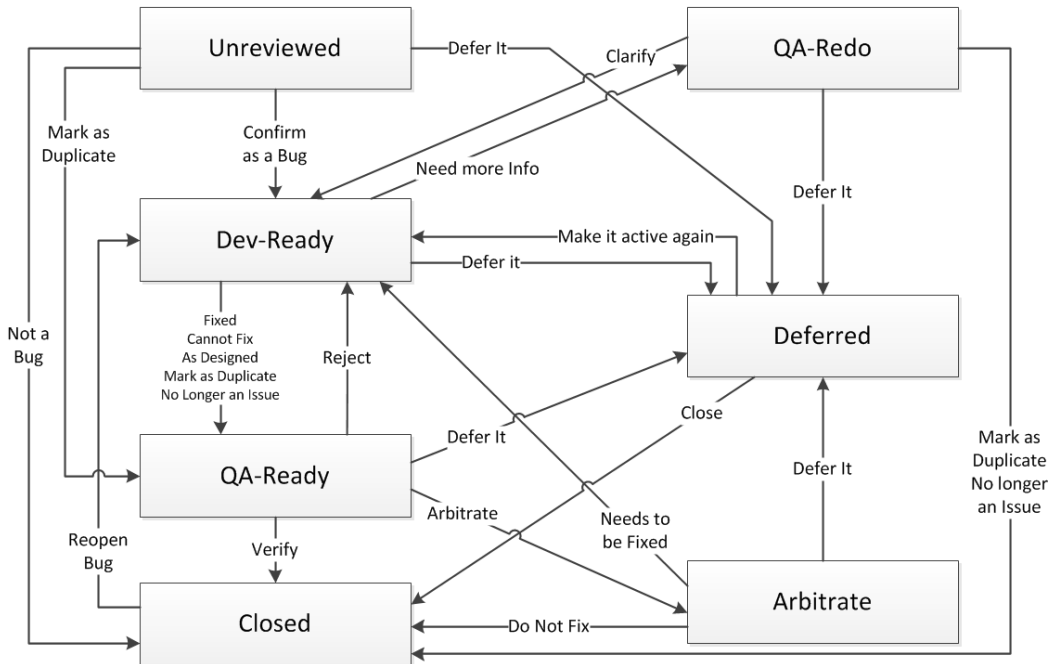 Unreviewed
Defer It
QA-Redo
Clarify
Mark as
Duplicate
Confirm
as a Bug
Need more Info
Defer It
Dev-Ready
Make it active again
Defer it
Not a
Bug
Fixed
Cannot Fix
As Designed
Mark as Duplicate
No Longer an Issue
Reject
Deferred
Close
Defer It
Mark as
Duplicate
No longer
an Issue
QA-Ready
Defer It
Arbitrate
Needs to
be Fixed
Reopen
Bug
Verify
Closed
Do Not Fix
Arbitrate